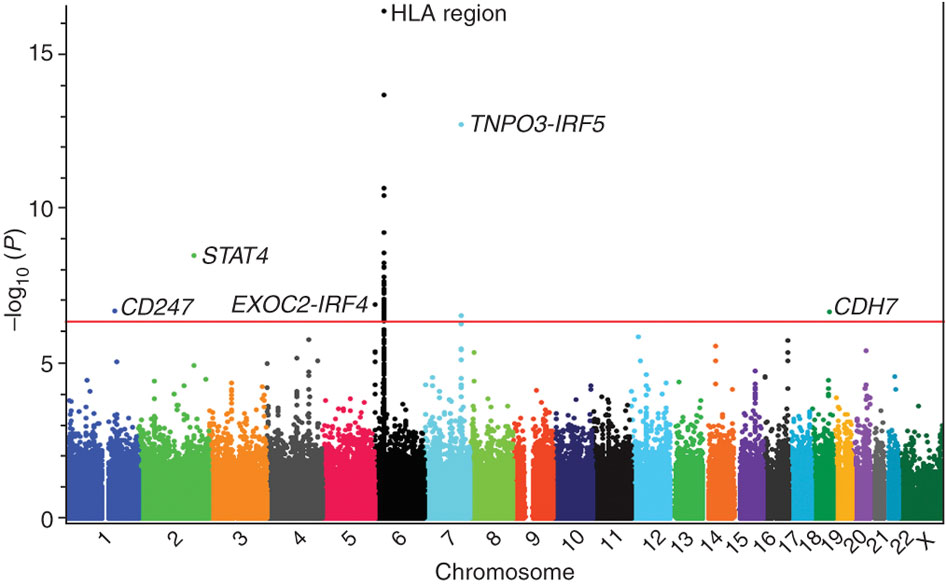 HLA region
15
TNPO3-IRF5
10
STAT4
–log10 (P)
EXOC2-IRF4
CD247
CDH7
5
0
1 2 3 4 5 6 7 8 9 10 11 12 13 14 15 16 17 18 19 20 21 22 X
Chromosome